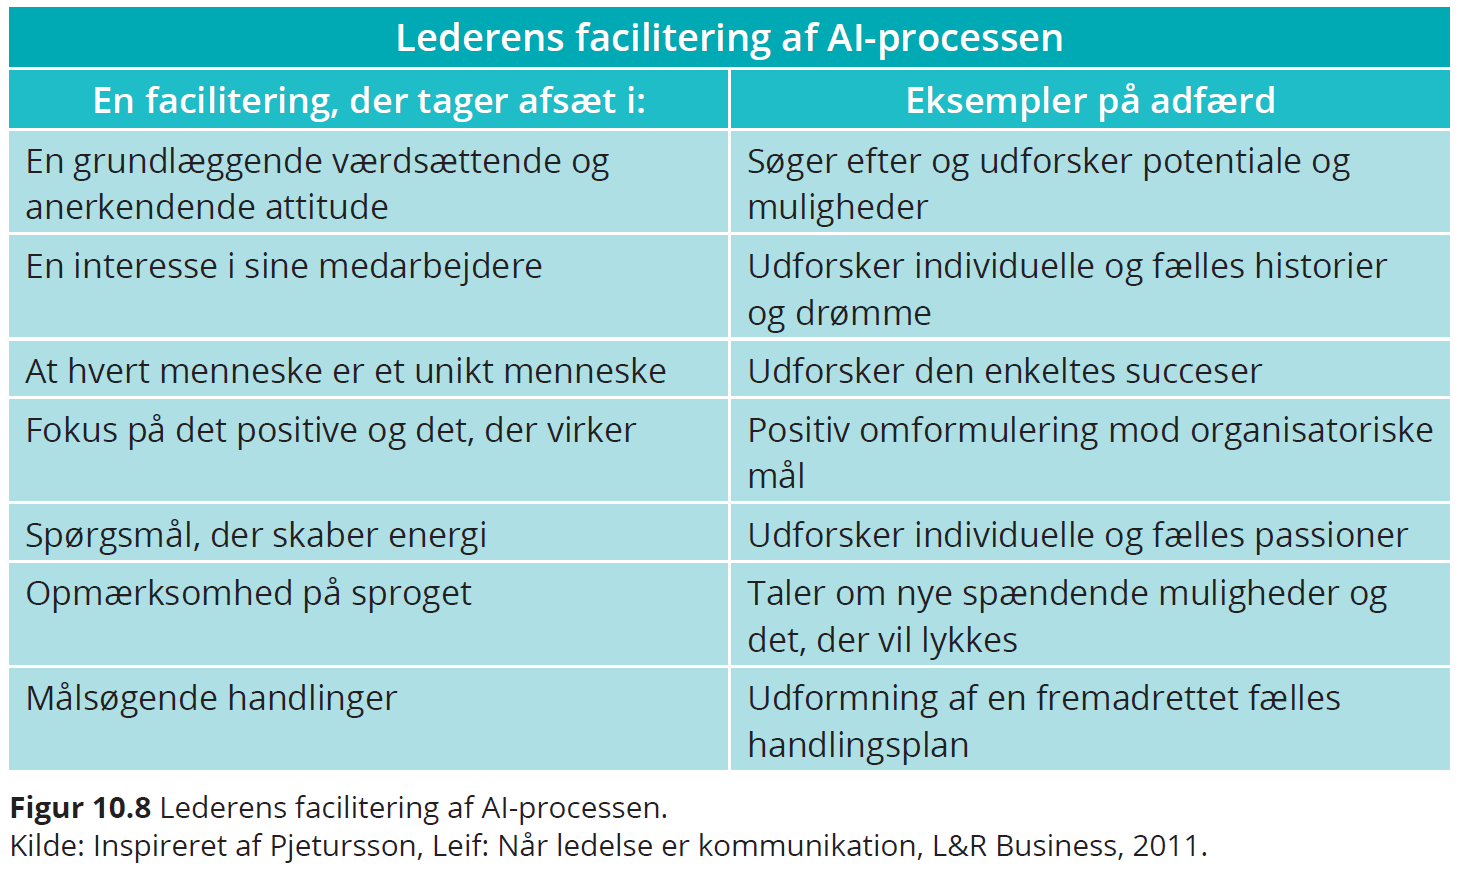 Lederens facilitering af AI-processen
En facilitering, der tager afsæt i:
Eksempler på adfærd
En grundlæggende værdsættende og
anerkendende attitude
Søger efter og udforsker potentiale og
muligheder
En interesse i sine medarbejdere
Udforsker individuelle og fælles historier
og drømme
At hvert menneske er et unikt menneske
Udforsker den enkeltes succeser
Fokus på det positive og det, der virker
Positiv omformulering mod organisatoriske
mål
Spørgsmål, der skaber energi
Udforsker individuelle og fælles passioner
Opmærksomhed på sproget
Taler om nye spændende muligheder og
det, der vil lykkes
Målsøgende handlinger
Udformning af en fremadrettet fælles
handlingsplan
Figur 10.8 Lederens facilitering af AI-processen.
Kilde: Inspireret af Pjetursson, Leif: Når ledelse er kommunikation, L&R Business, 2011.